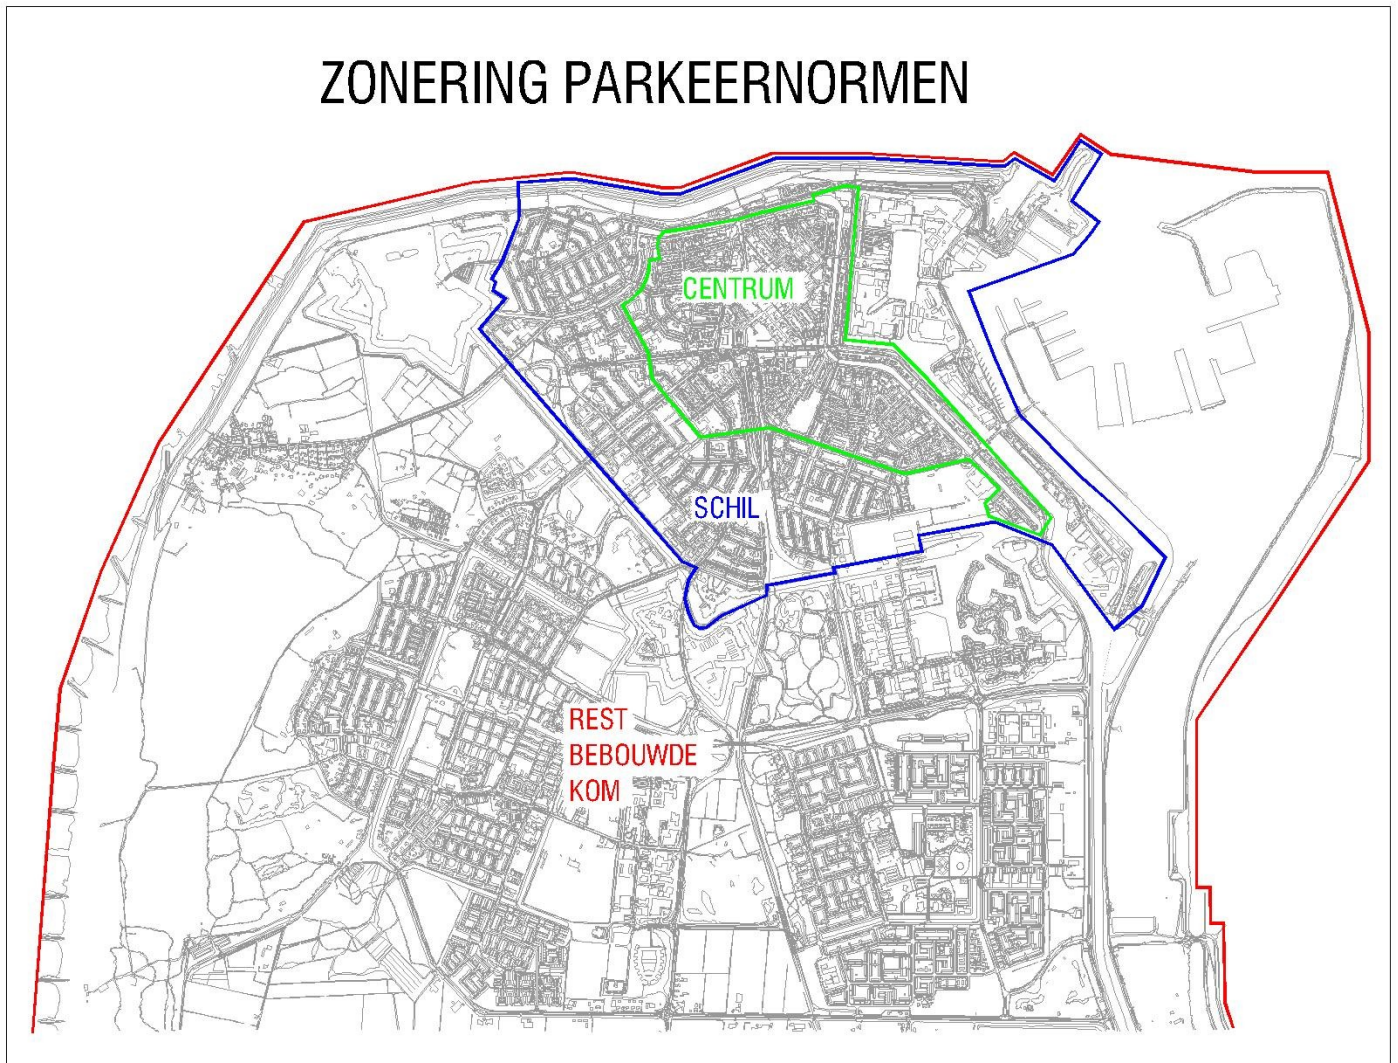 ZONERING PARKEERNORMEN
CENTRUM
SCHIL
REST
BEBOUWDE
KOM